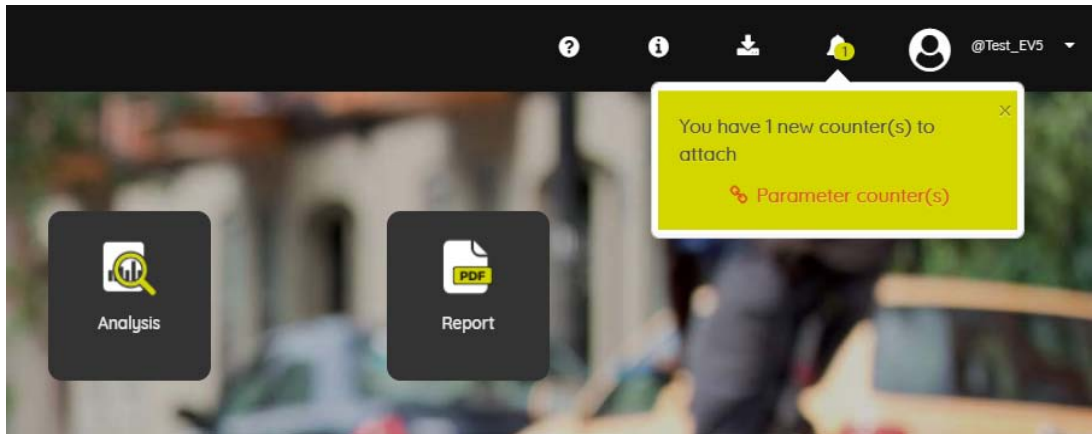 @Test_EV5
1
You have 1 new counter(s) to
attach
Parameter counter(s)
PDF
Analysis
Report